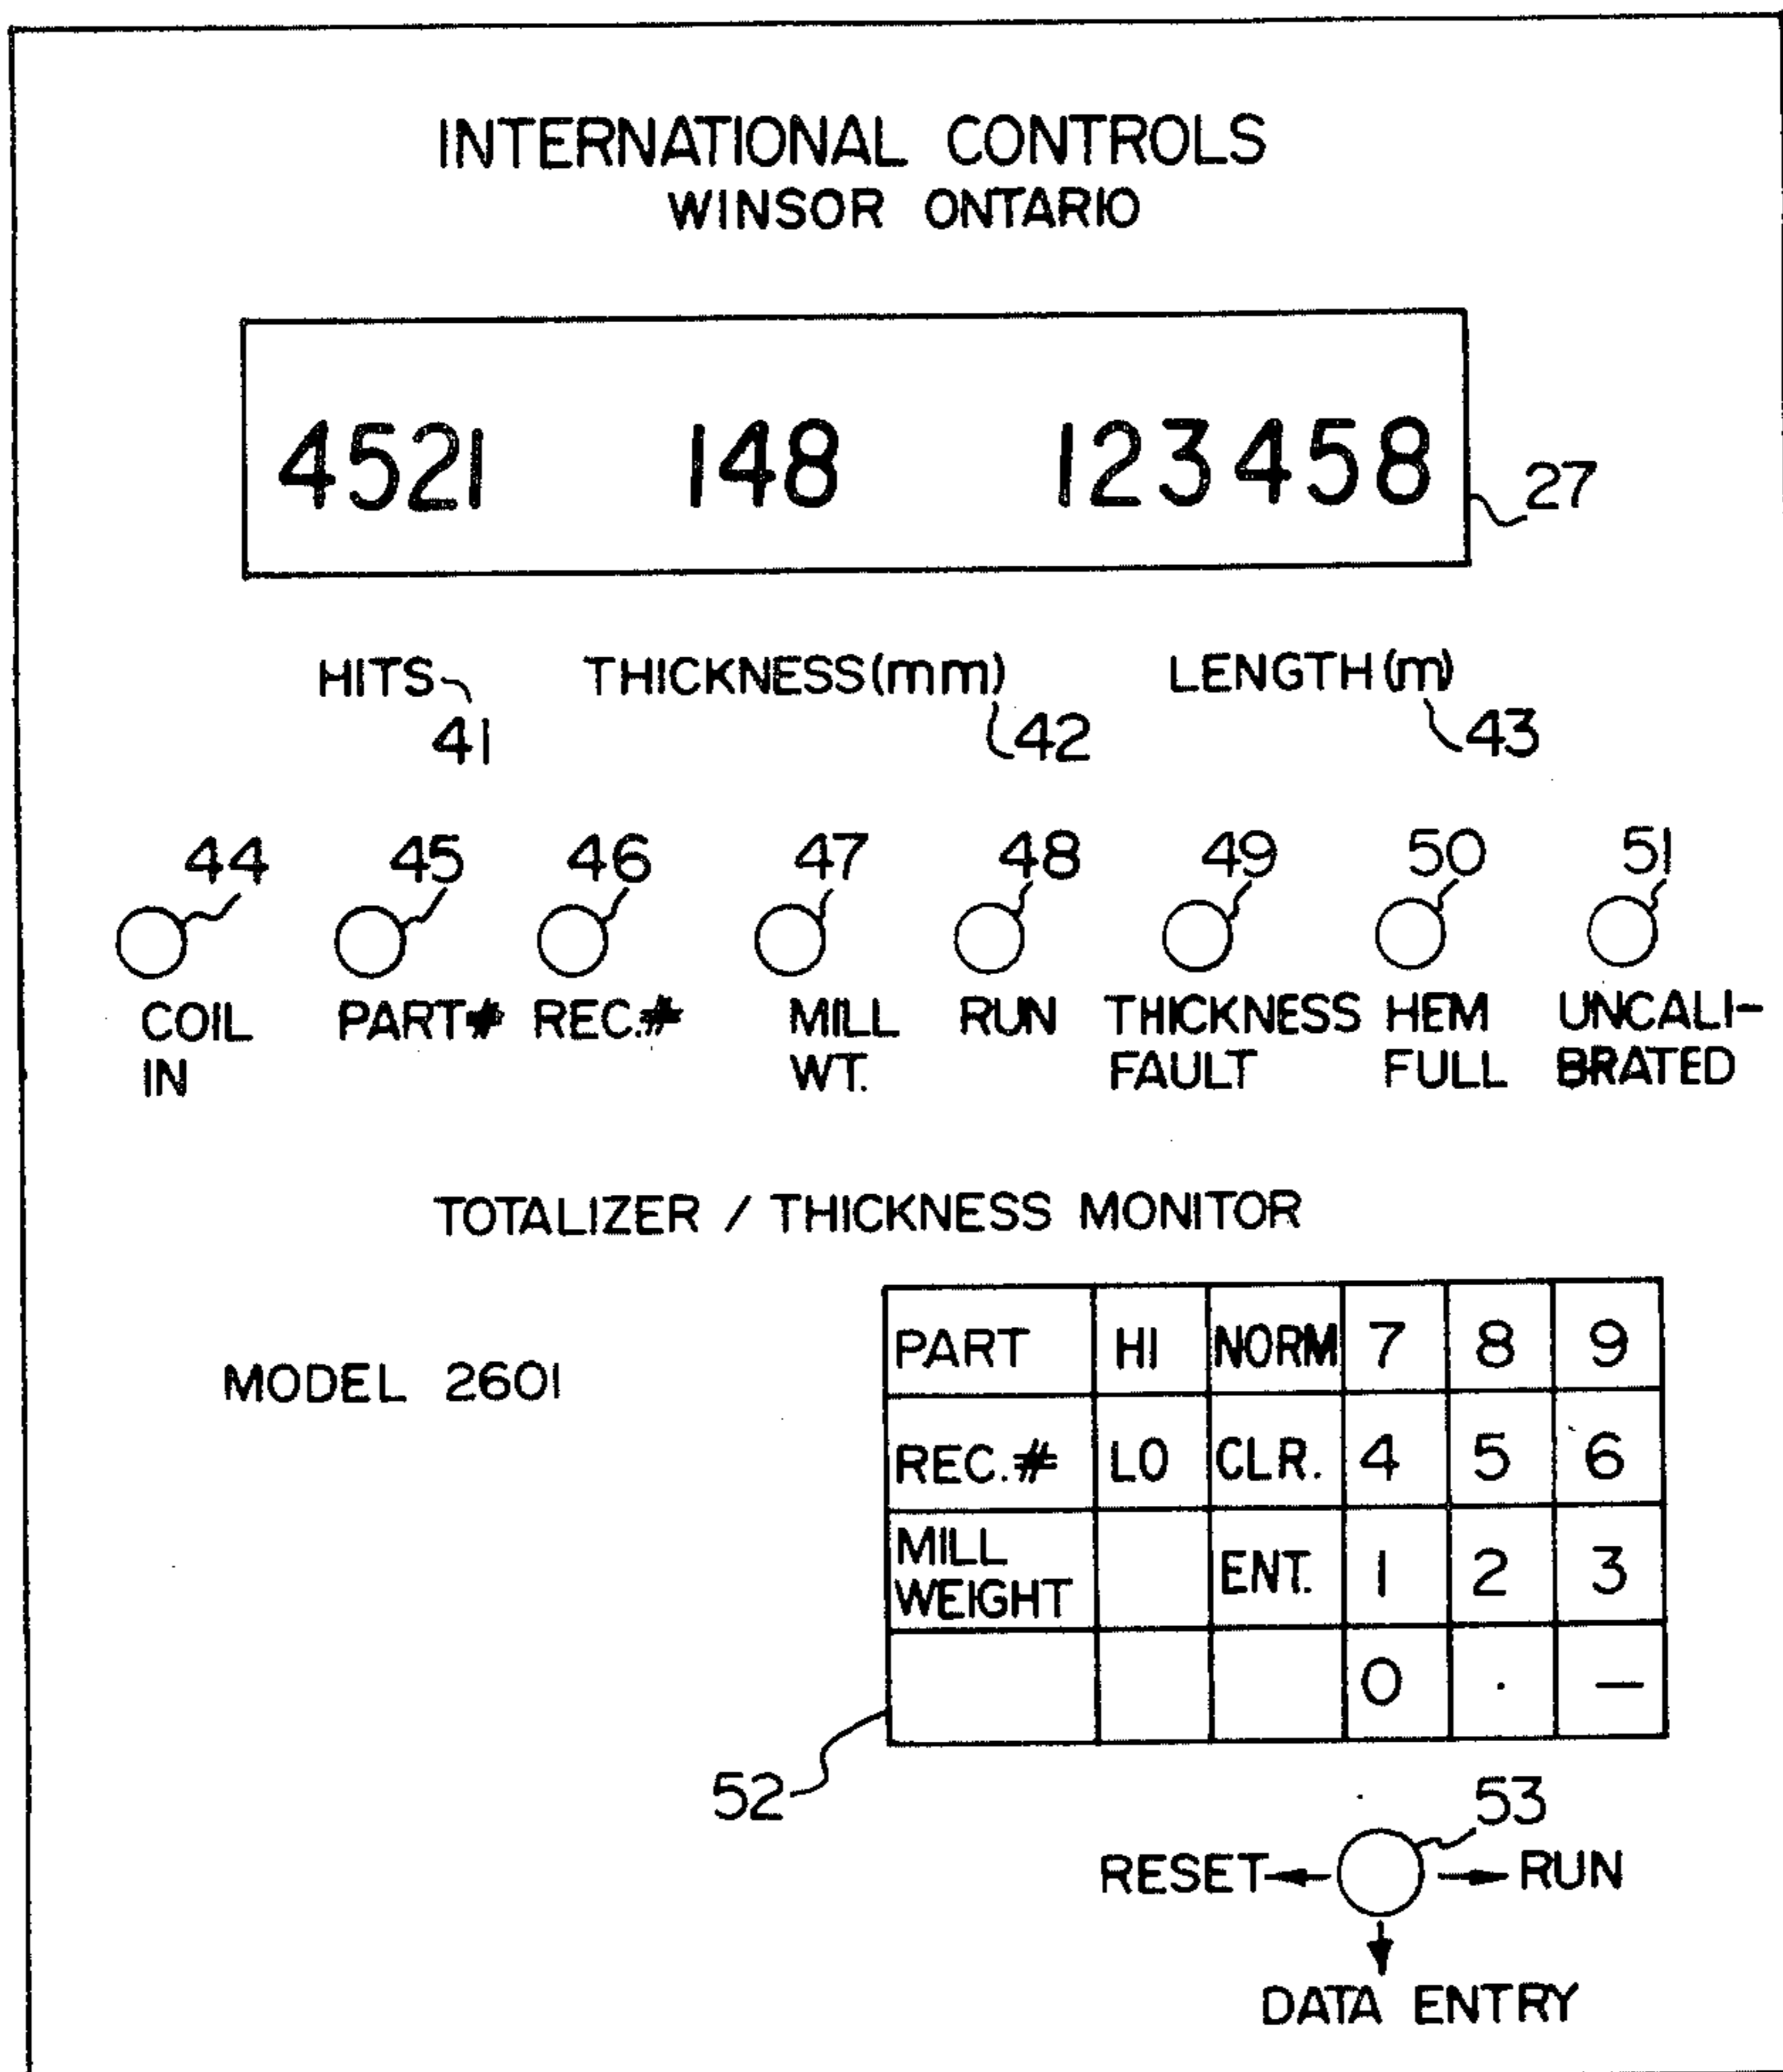 INTERNATIONAL CONTROLS
WINSOR ONTARIO
4521 148 123458
27
HITS THICKNESS (mm) LENGTH (m)
41 42 43
44 45 46 47 48 49 50 51
COIL PART# REC.# MILL RUN THICKNESS HEM UNCALI-
IN WT. FAULT FULL BRATED
TOTALIZER / THICKNESS MONITOR
MODEL 2601
PART HI NORM 7 8 9
REC.# LO CLR. 4 5 6
MILL
WEIGHT ENT. 1 2 3
0 . —
52
53
RESET RUN
DATA ENTRY